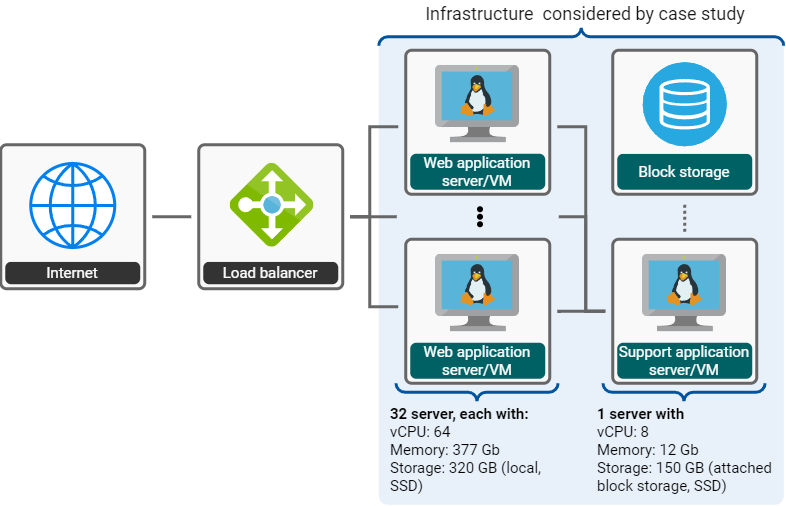 Infrastructure considered by case study
Internet
Load balancer
Web application
server/VM
Block storage
Web application
server/VM
Support application
server/VM
32 server, each with:
vCPU: 64
Memory: 377 Gb
Storage: 320 GB (local,
SSD)
1 server with
vCPU: 8
Memory: 12 Gb
Storage: 150 GB (attached
block storage, SSD)